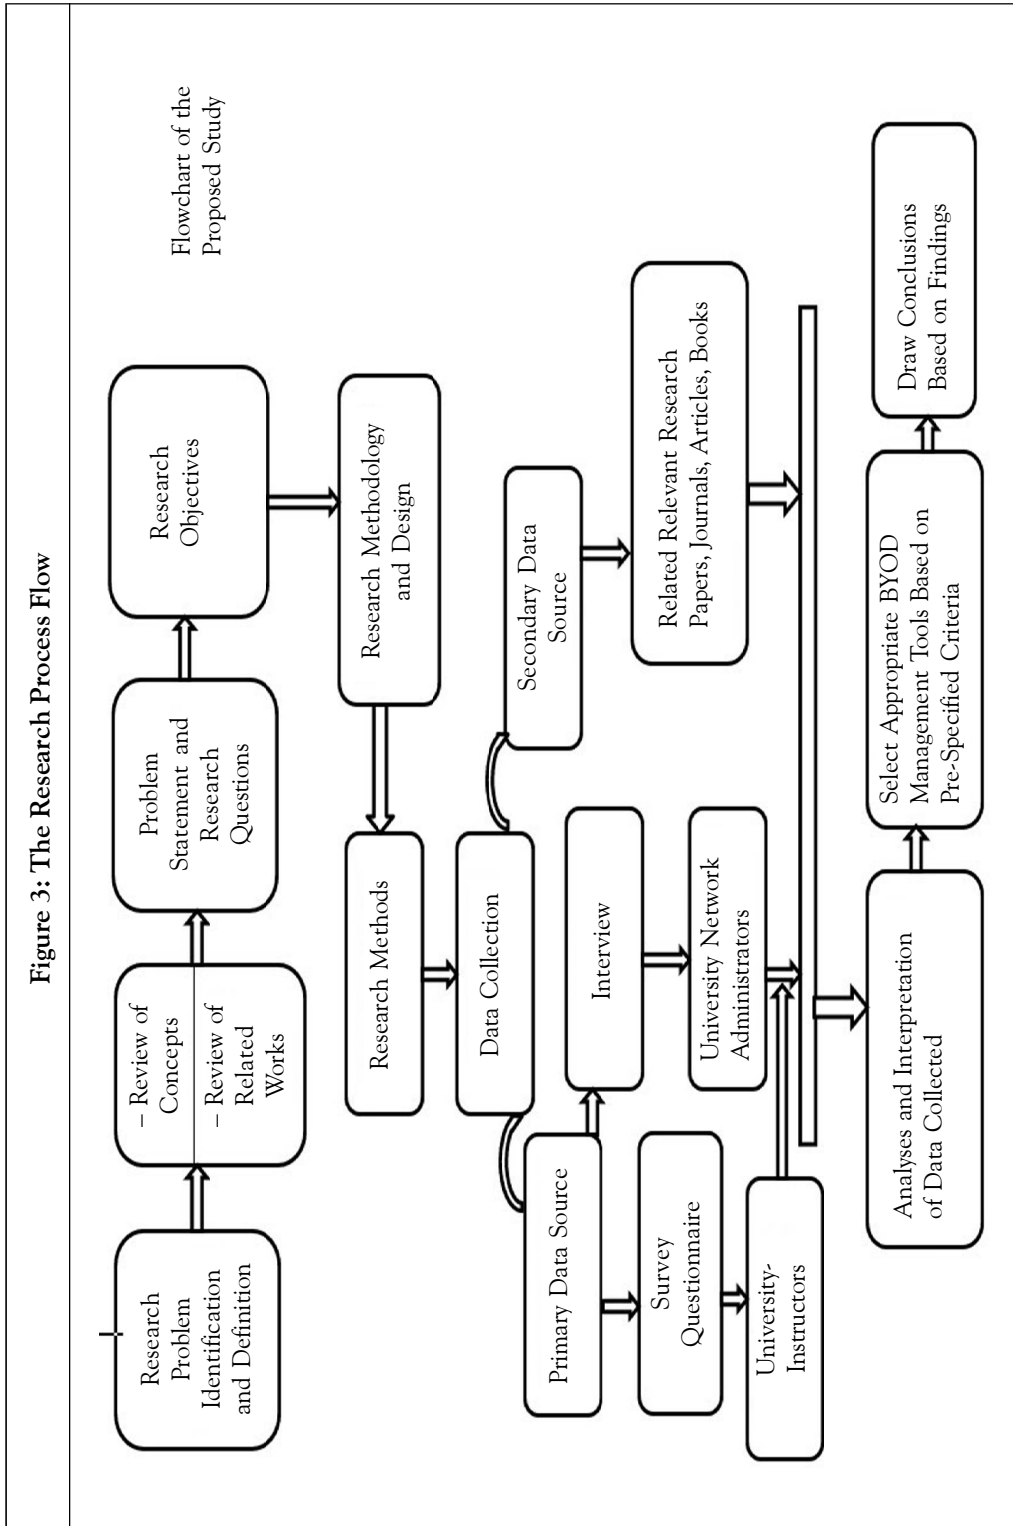 Figure 3: The Research Process Flow
Flowchart of the
Proposed Study
Research
Problem
Identification
and Definition
– Review of
Concepts
– Review of
Related
Works
Problem
Statement and
Research
Questions
Research
Objectives
Research Methodology
and Design
Research Methods
Data Collection
Primary Data Source
Secondary Data
Source
Interview
Survey
Questionnaire
University Network
Administrators
University-
Instructors
Related Relevant Research
Papers, Journals, Articles, Books
Analyses and Interpretation
of Data Collected
Select Appropriate BYOD
Management Tools Based on
Pre-Specified Criteria
Draw Conclusions
Based on Findings